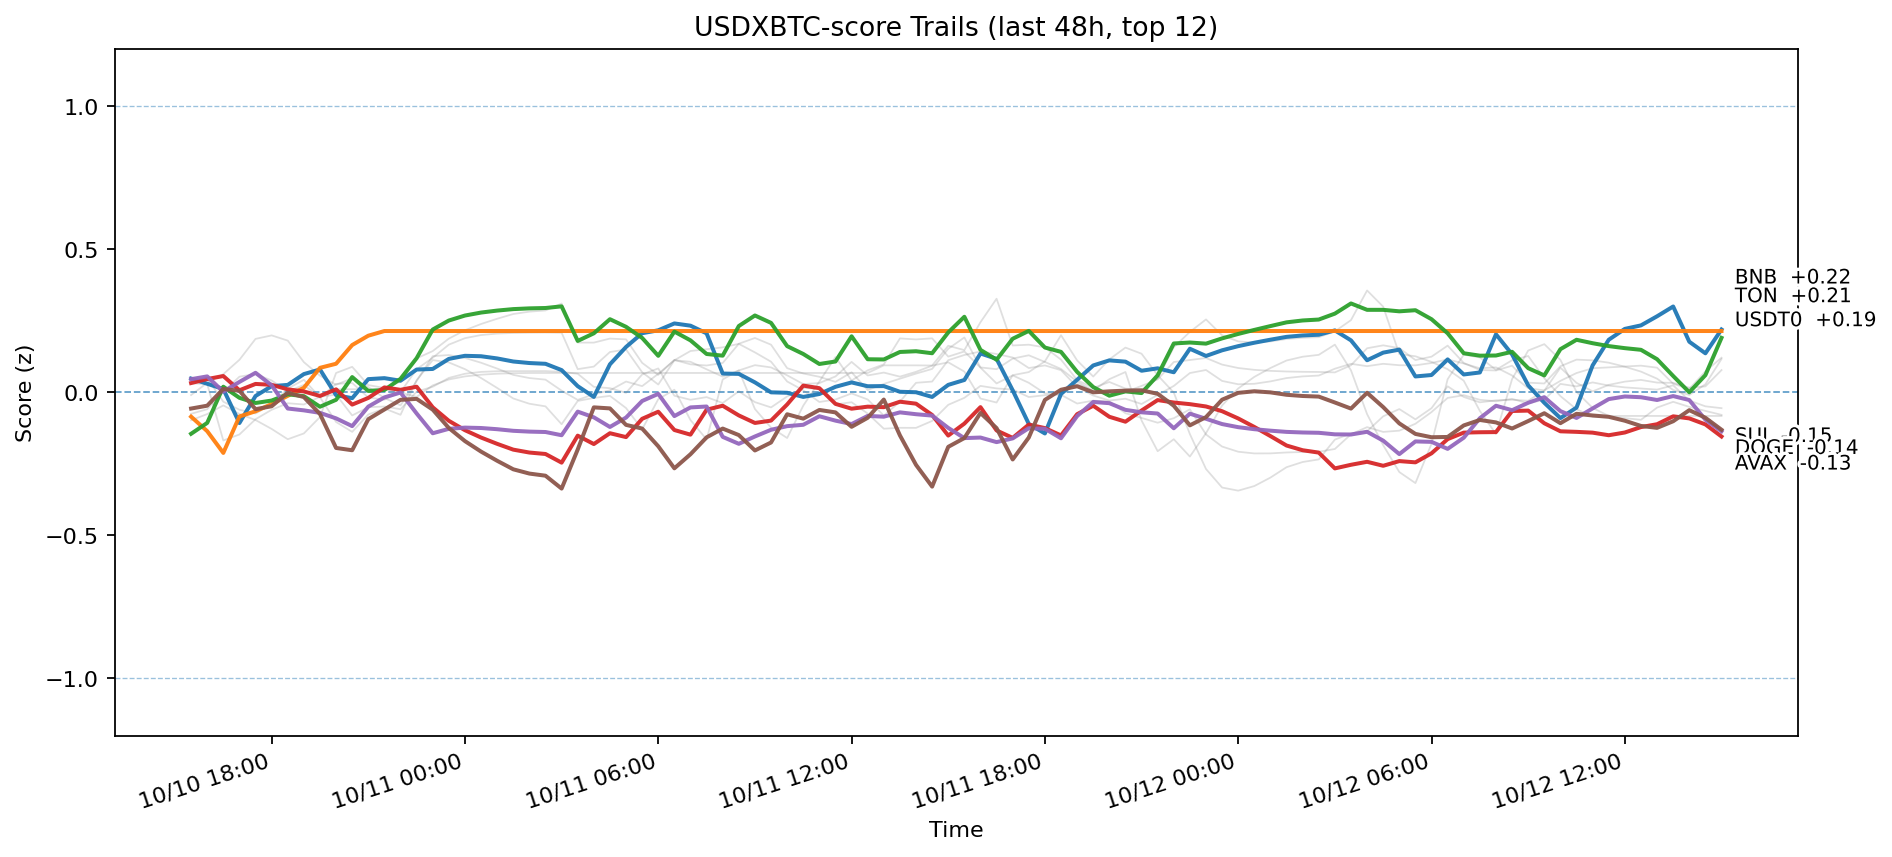 USDXBTC-score Trails (last 48h, top 12)
Score (z)
1.0
0.5
0.0
−0.5
−1.0
BNB +0.22
TON +0.21
USDT0 +0.19
-0.15
DOGE -0.14
AVAX -0.13
10/10 18:00
10/11 00:00
10/11 06:00
10/11 12:00
10/11 18:00
10/12 00:00
10/12 06:00
10/12 12:00
Time